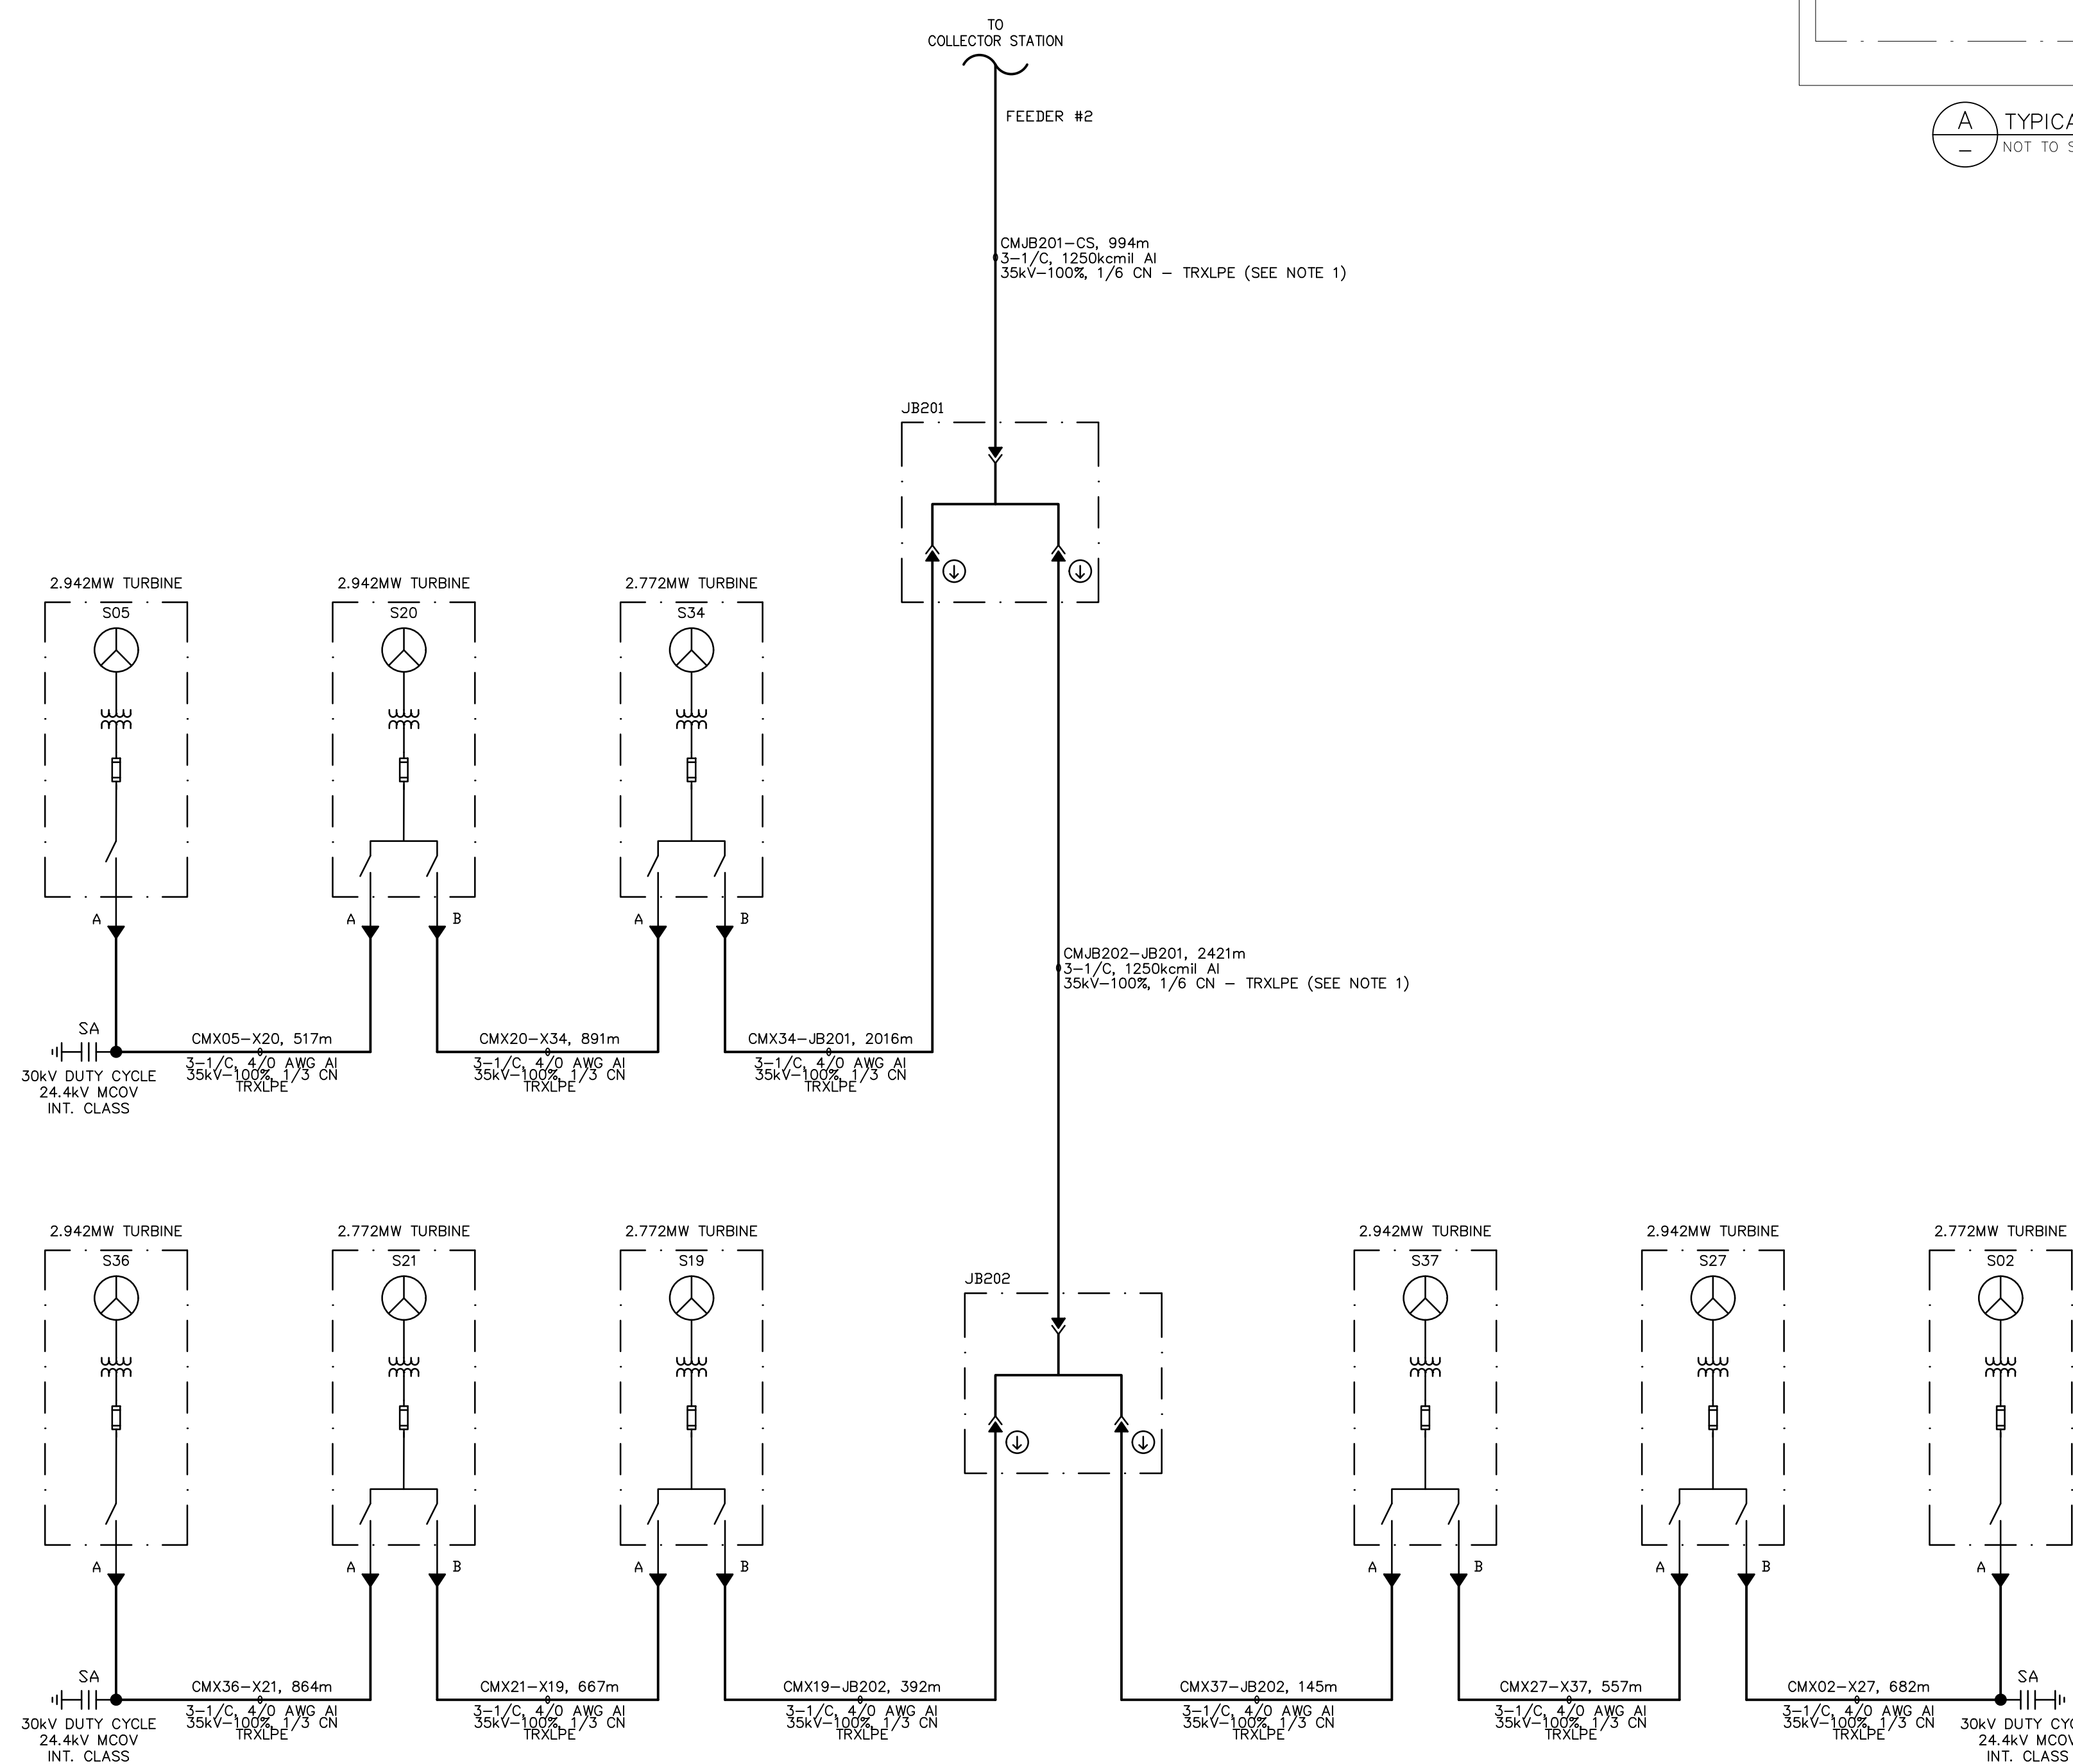 TO
COLLECTOR STATION
FEEDER #2
A
TYPICA
—
NOT TO S
CMJB201-CS, 994m
3-1/C, 1250kcmil Al
35kV-100%, 1/6 CN - TRXLPE (SEE NOTE 1)
JB201
2.942MW TURBINE
S05
A
2.942MW TURBINE
S20
A B
2.772MW TURBINE
S34
A B
CMJB202-JB201, 2421m
3-1/C, 1250kcmil Al
35kV-100%, 1/6 CN - TRXLPE (SEE NOTE 1)
SA
30kV DUTY CYCLE
24.4kV MCOV
INT. CLASS
CMX05-X20, 517m
3-1/C, 4/0 AWG Al
35kV-100%, 1/3 CN
TRXLPE
CMX20-X34, 891m
3-1/C, 4/0 AWG Al
35kV-100%, 1/3 CN
TRXLPE
CMX34-JB201, 2016m
3-1/C, 4/0 AWG Al
35kV-100%, 1/3 CN
TRXLPE
2.942MW TURBINE
S36
A
2.772MW TURBINE
S21
A B
2.772MW TURBINE
S19
A B
JB202
2.942MW TURBINE
S37
A B
2.942MW TURBINE
S27
A B
2.772MW TURBINE
S02
A
SA
30kV DUTY CYCLE
24.4kV MCOV
INT. CLASS
CMX36-X21, 864m
3-1/C, 4/0 AWG Al
35kV-100%, 1/3 CN
TRXLPE
CMX21-X19, 667m
3-1/C, 4/0 AWG Al
35kV-100%, 1/3 CN
TRXLPE
CMX19-JB202, 392m
3-1/C, 4/0 AWG Al
35kV-100%, 1/3 CN
TRXLPE
CMX37-JB202, 145m
3-1/C, 4/0 AWG Al
35kV-100%, 1/3 CN
TRXLPE
CMX27-X37, 557m
3-1/C, 4/0 AWG Al
35kV-100%, 1/3 CN
TRXLPE
CMX02-X27, 682m
3-1/C, 4/0 AWG Al
35kV-100%, 1/3 CN
TRXLPE
SA
30kV DUTY CYC
24.4kV MCOV
INT. CLASS